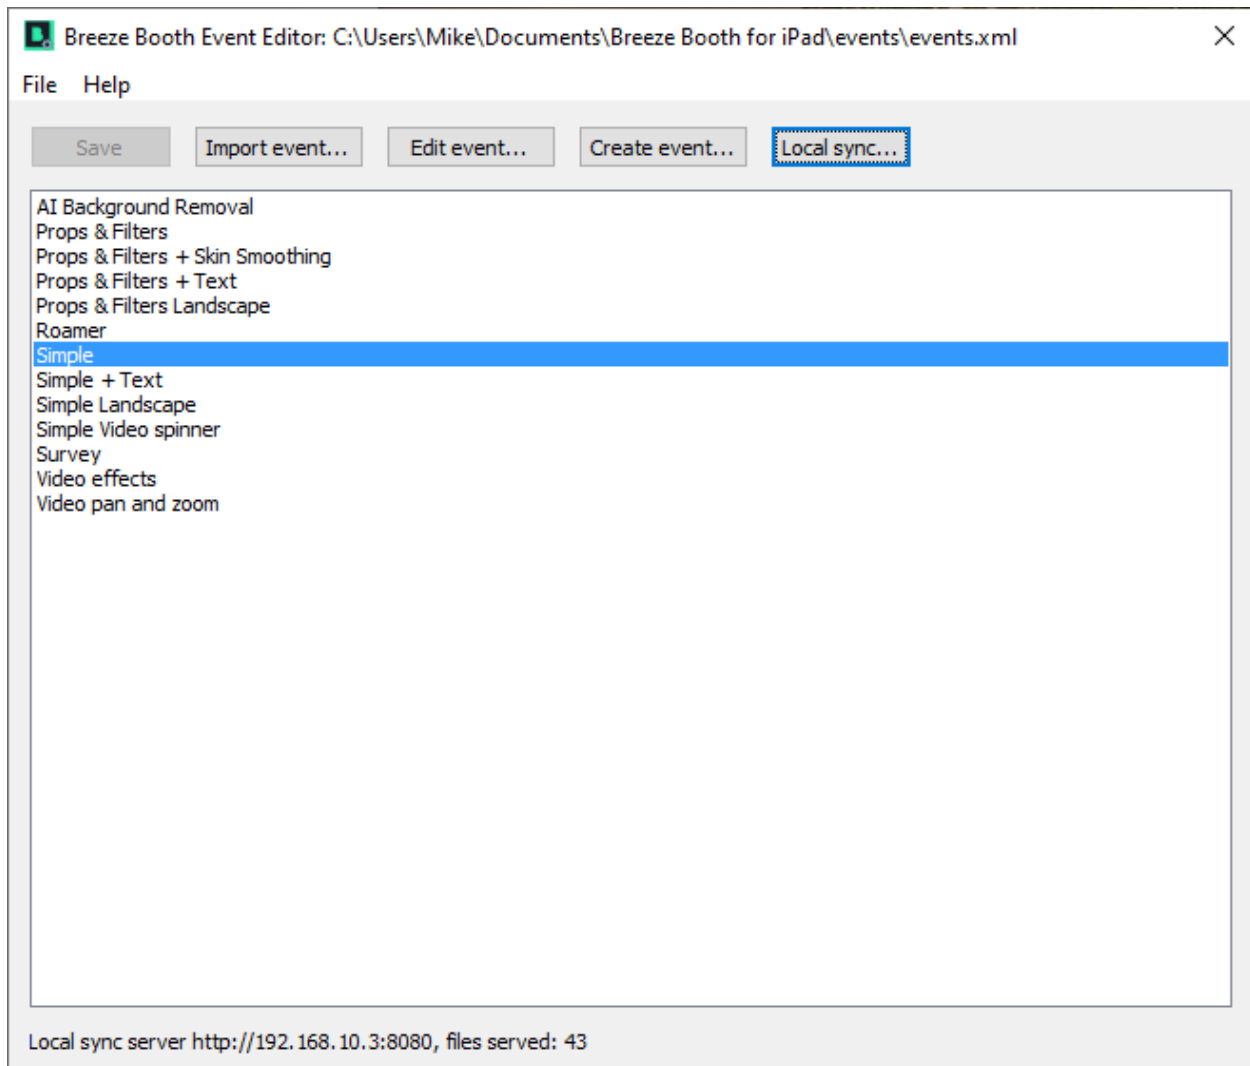 Breeze Booth Event Editor: C:\Users\Mike\Documents\Breeze Booth for iPad\events\events.xml
File Help
Save Import event... Edit event... Create event... Local sync...
AI Background Removal
Props & Filters
Props & Filters + Skin Smoothing
Props & Filters + Text
Props & Filters Landscape
Roamer
Simple
Simple + Text
Simple Landscape
Simple Video spinner
Survey
Video effects
Video pan and zoom
Local sync server http://192.168.10.3:8080, files served: 43